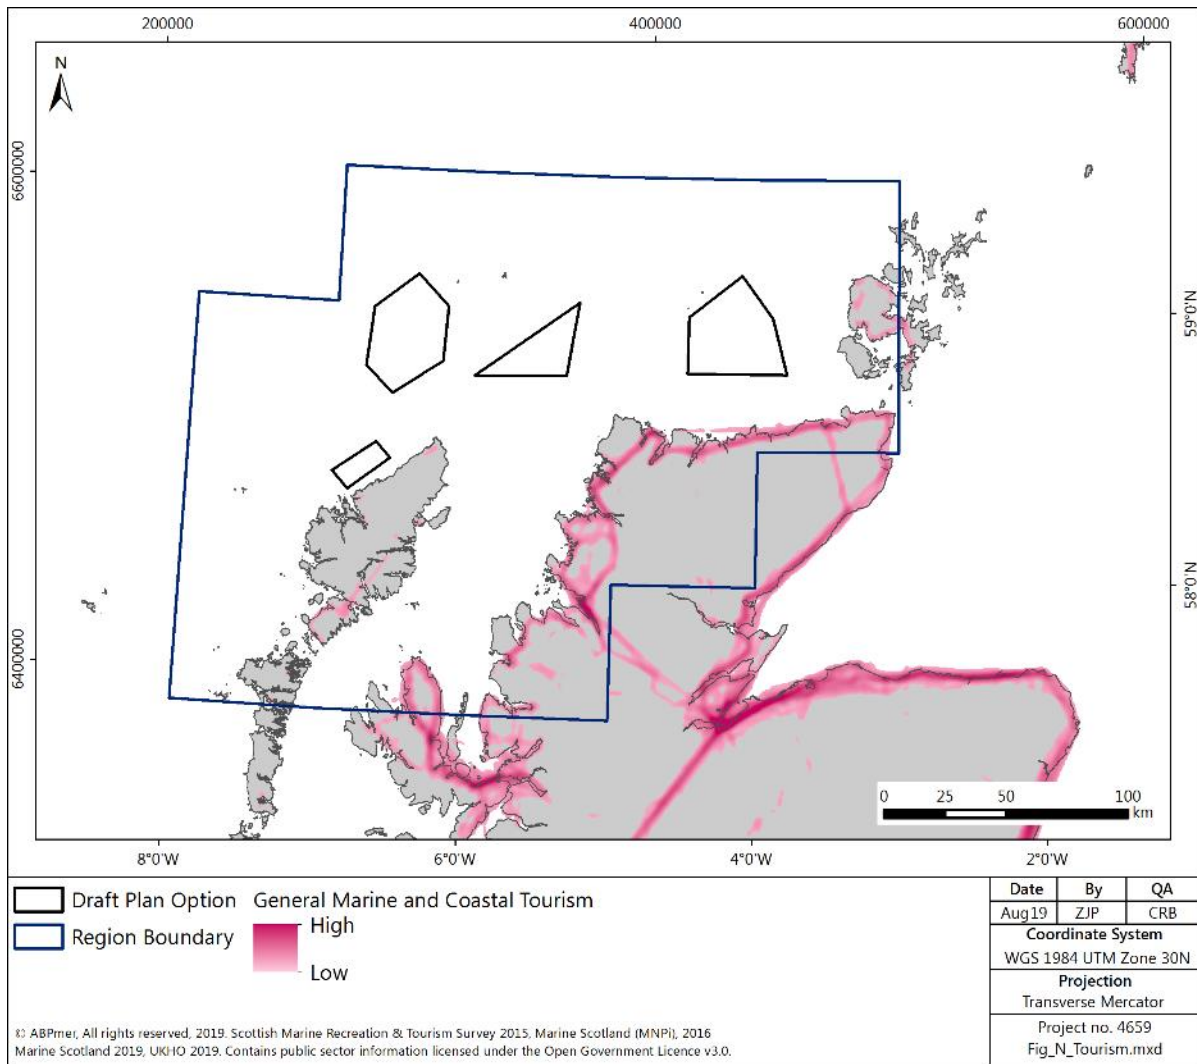 200000 400000 600000
N
6600000
59°0'N
58°0'N
6400000
0 25 50 100
km
8°0'W 6°0'W 4°0'W 2°0'W
Draft Plan Option General Marine and Coastal Tourism
Region Boundary High
Low
Date By QA
Aug19 ZJP CRB
Coordinate System
WGS 1984 UTM Zone 30N
Projection
Transverse Mercator
Project no. 4659
Fig_N_Tourism.mxd
© ABPmer, All rights reserved, 2019. Scottish Marine Recreation & Tourism Survey 2015, Marine Scotland (MNPi), 2016
Marine Scotland 2019, UKHO 2019. Contains public sector information licensed under the Open Government Licence v3.0.